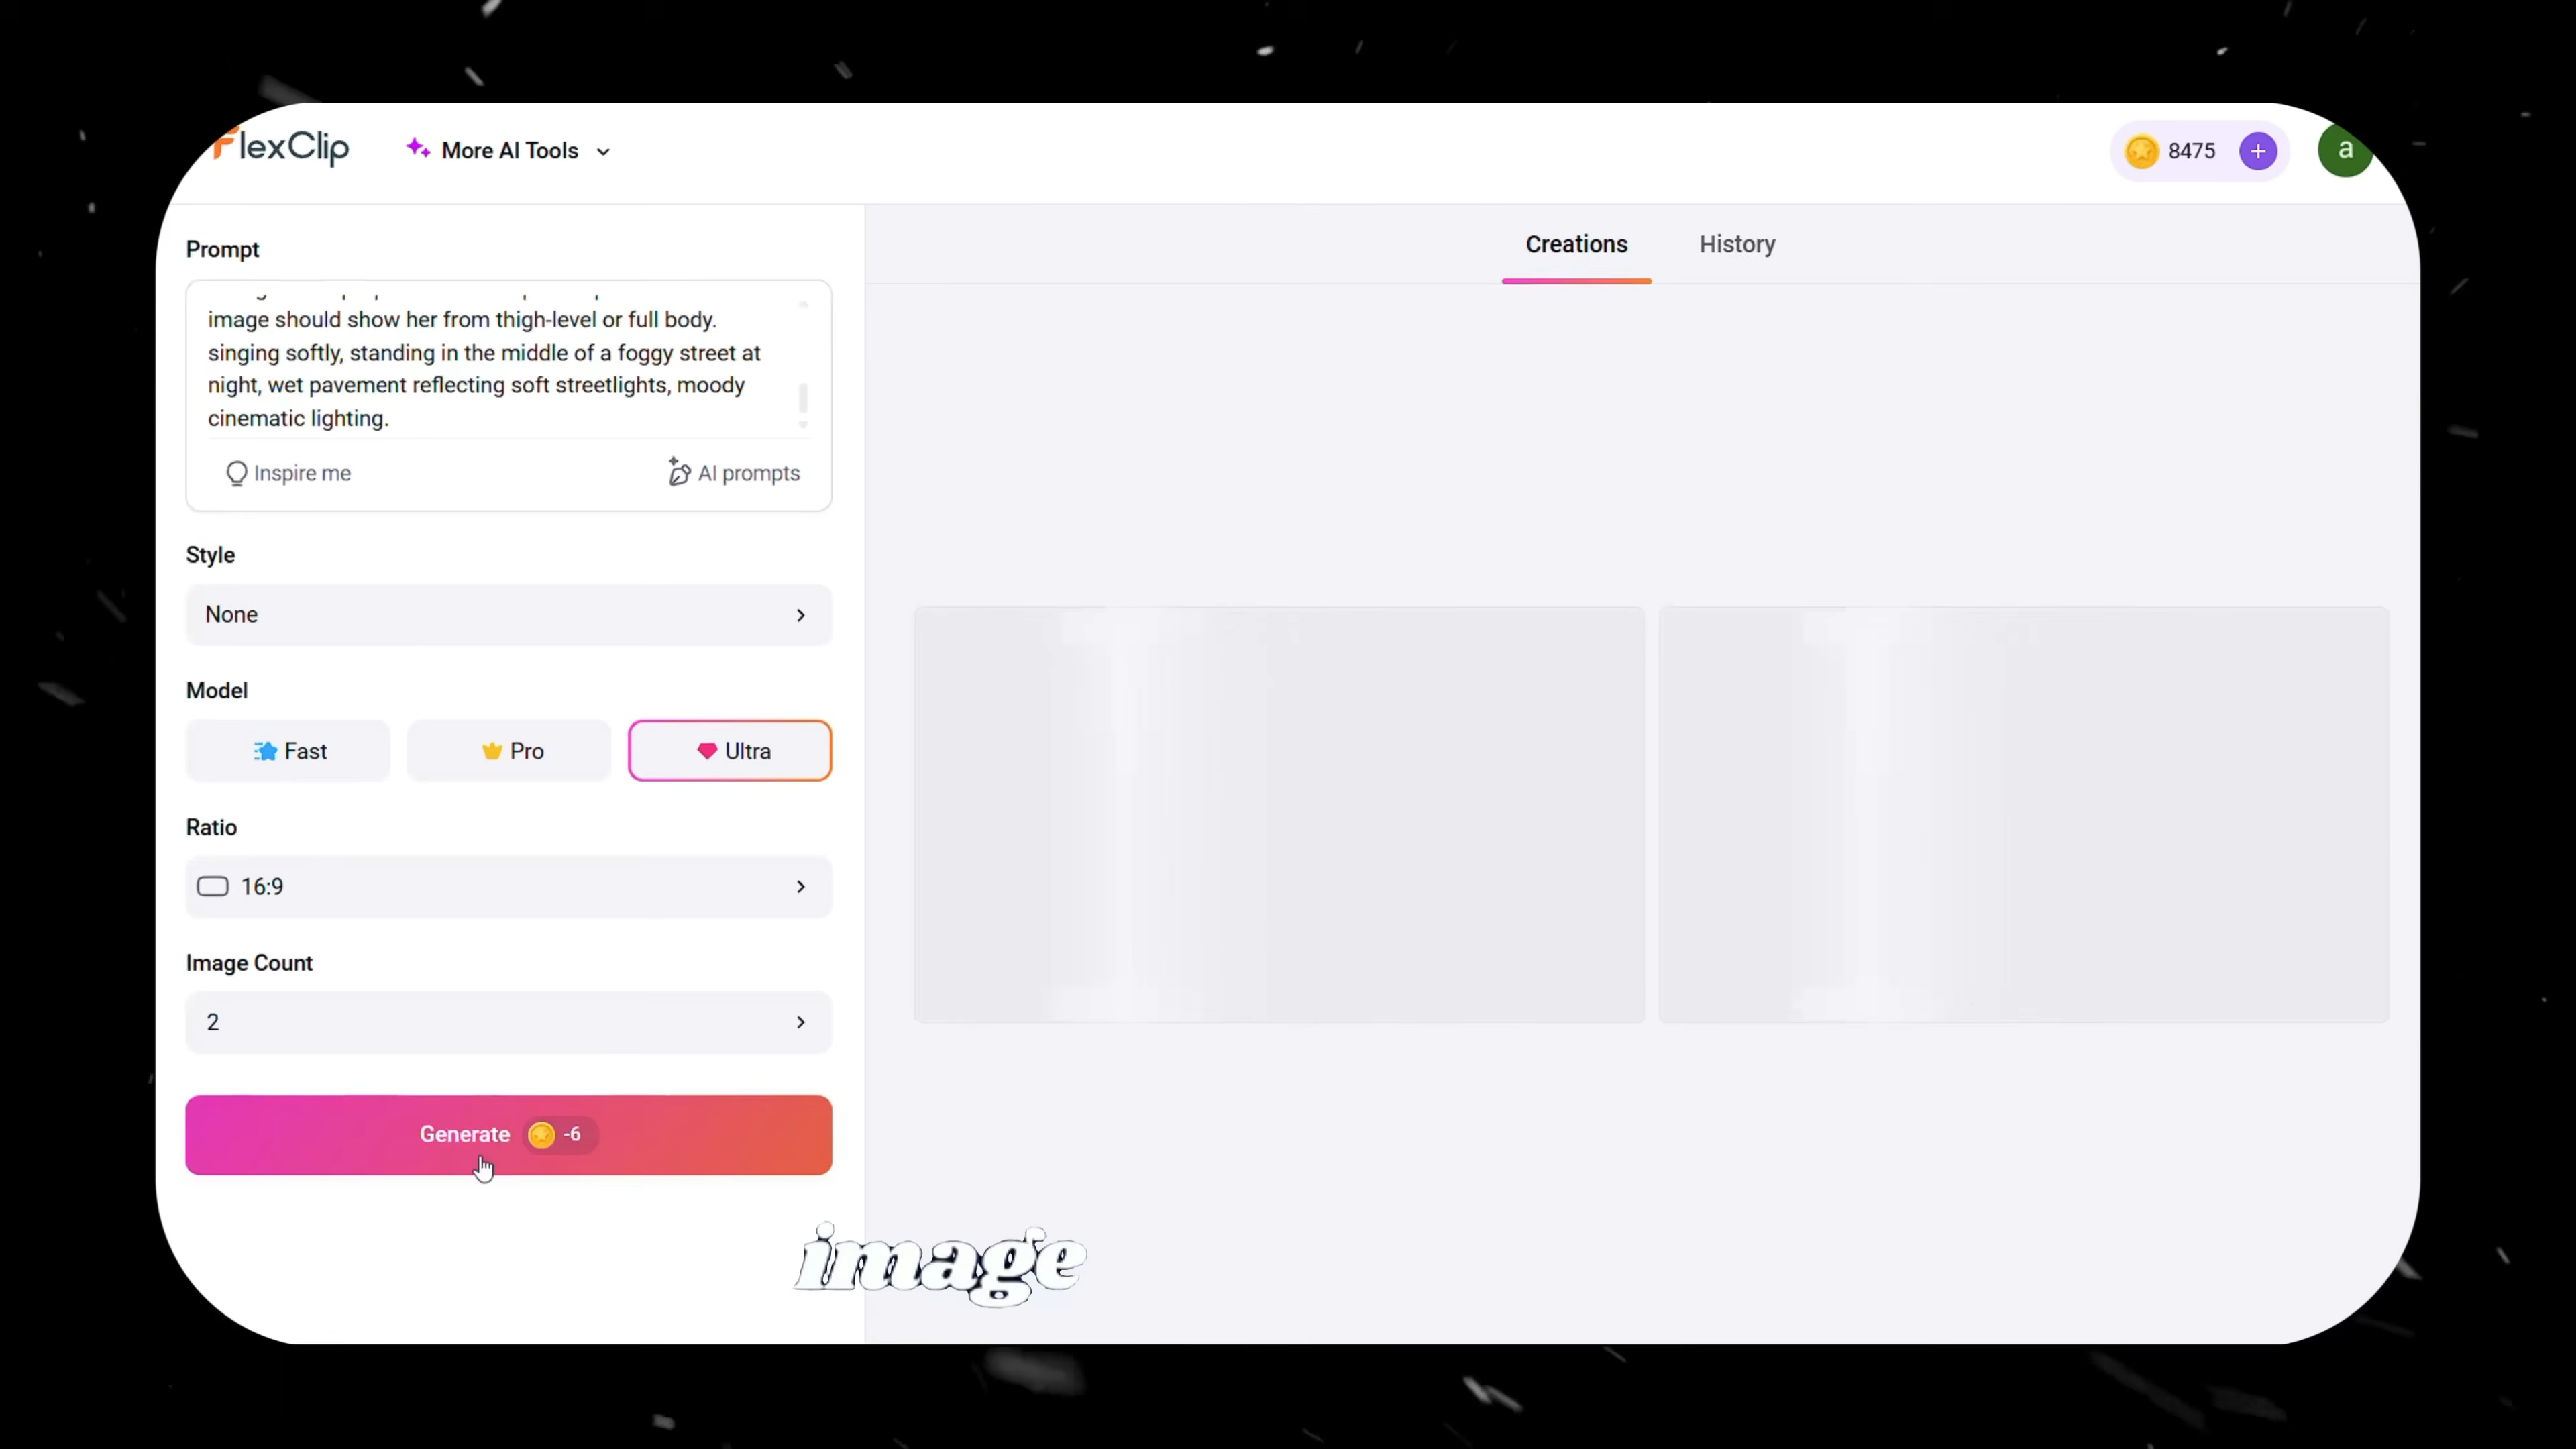 FlexClip
More AI Tools
8475
a
Prompt
image should show her from thigh-level or full body.
singing softly, standing in the middle of a foggy street at
night, wet pavement reflecting soft streetlights, moody
cinematic lighting.
Inspire me
AI prompts
Style
None
Model
Fast
Pro
Ultra
Ratio
16:9
Image Count
2
Generate -6
Creations
History
image